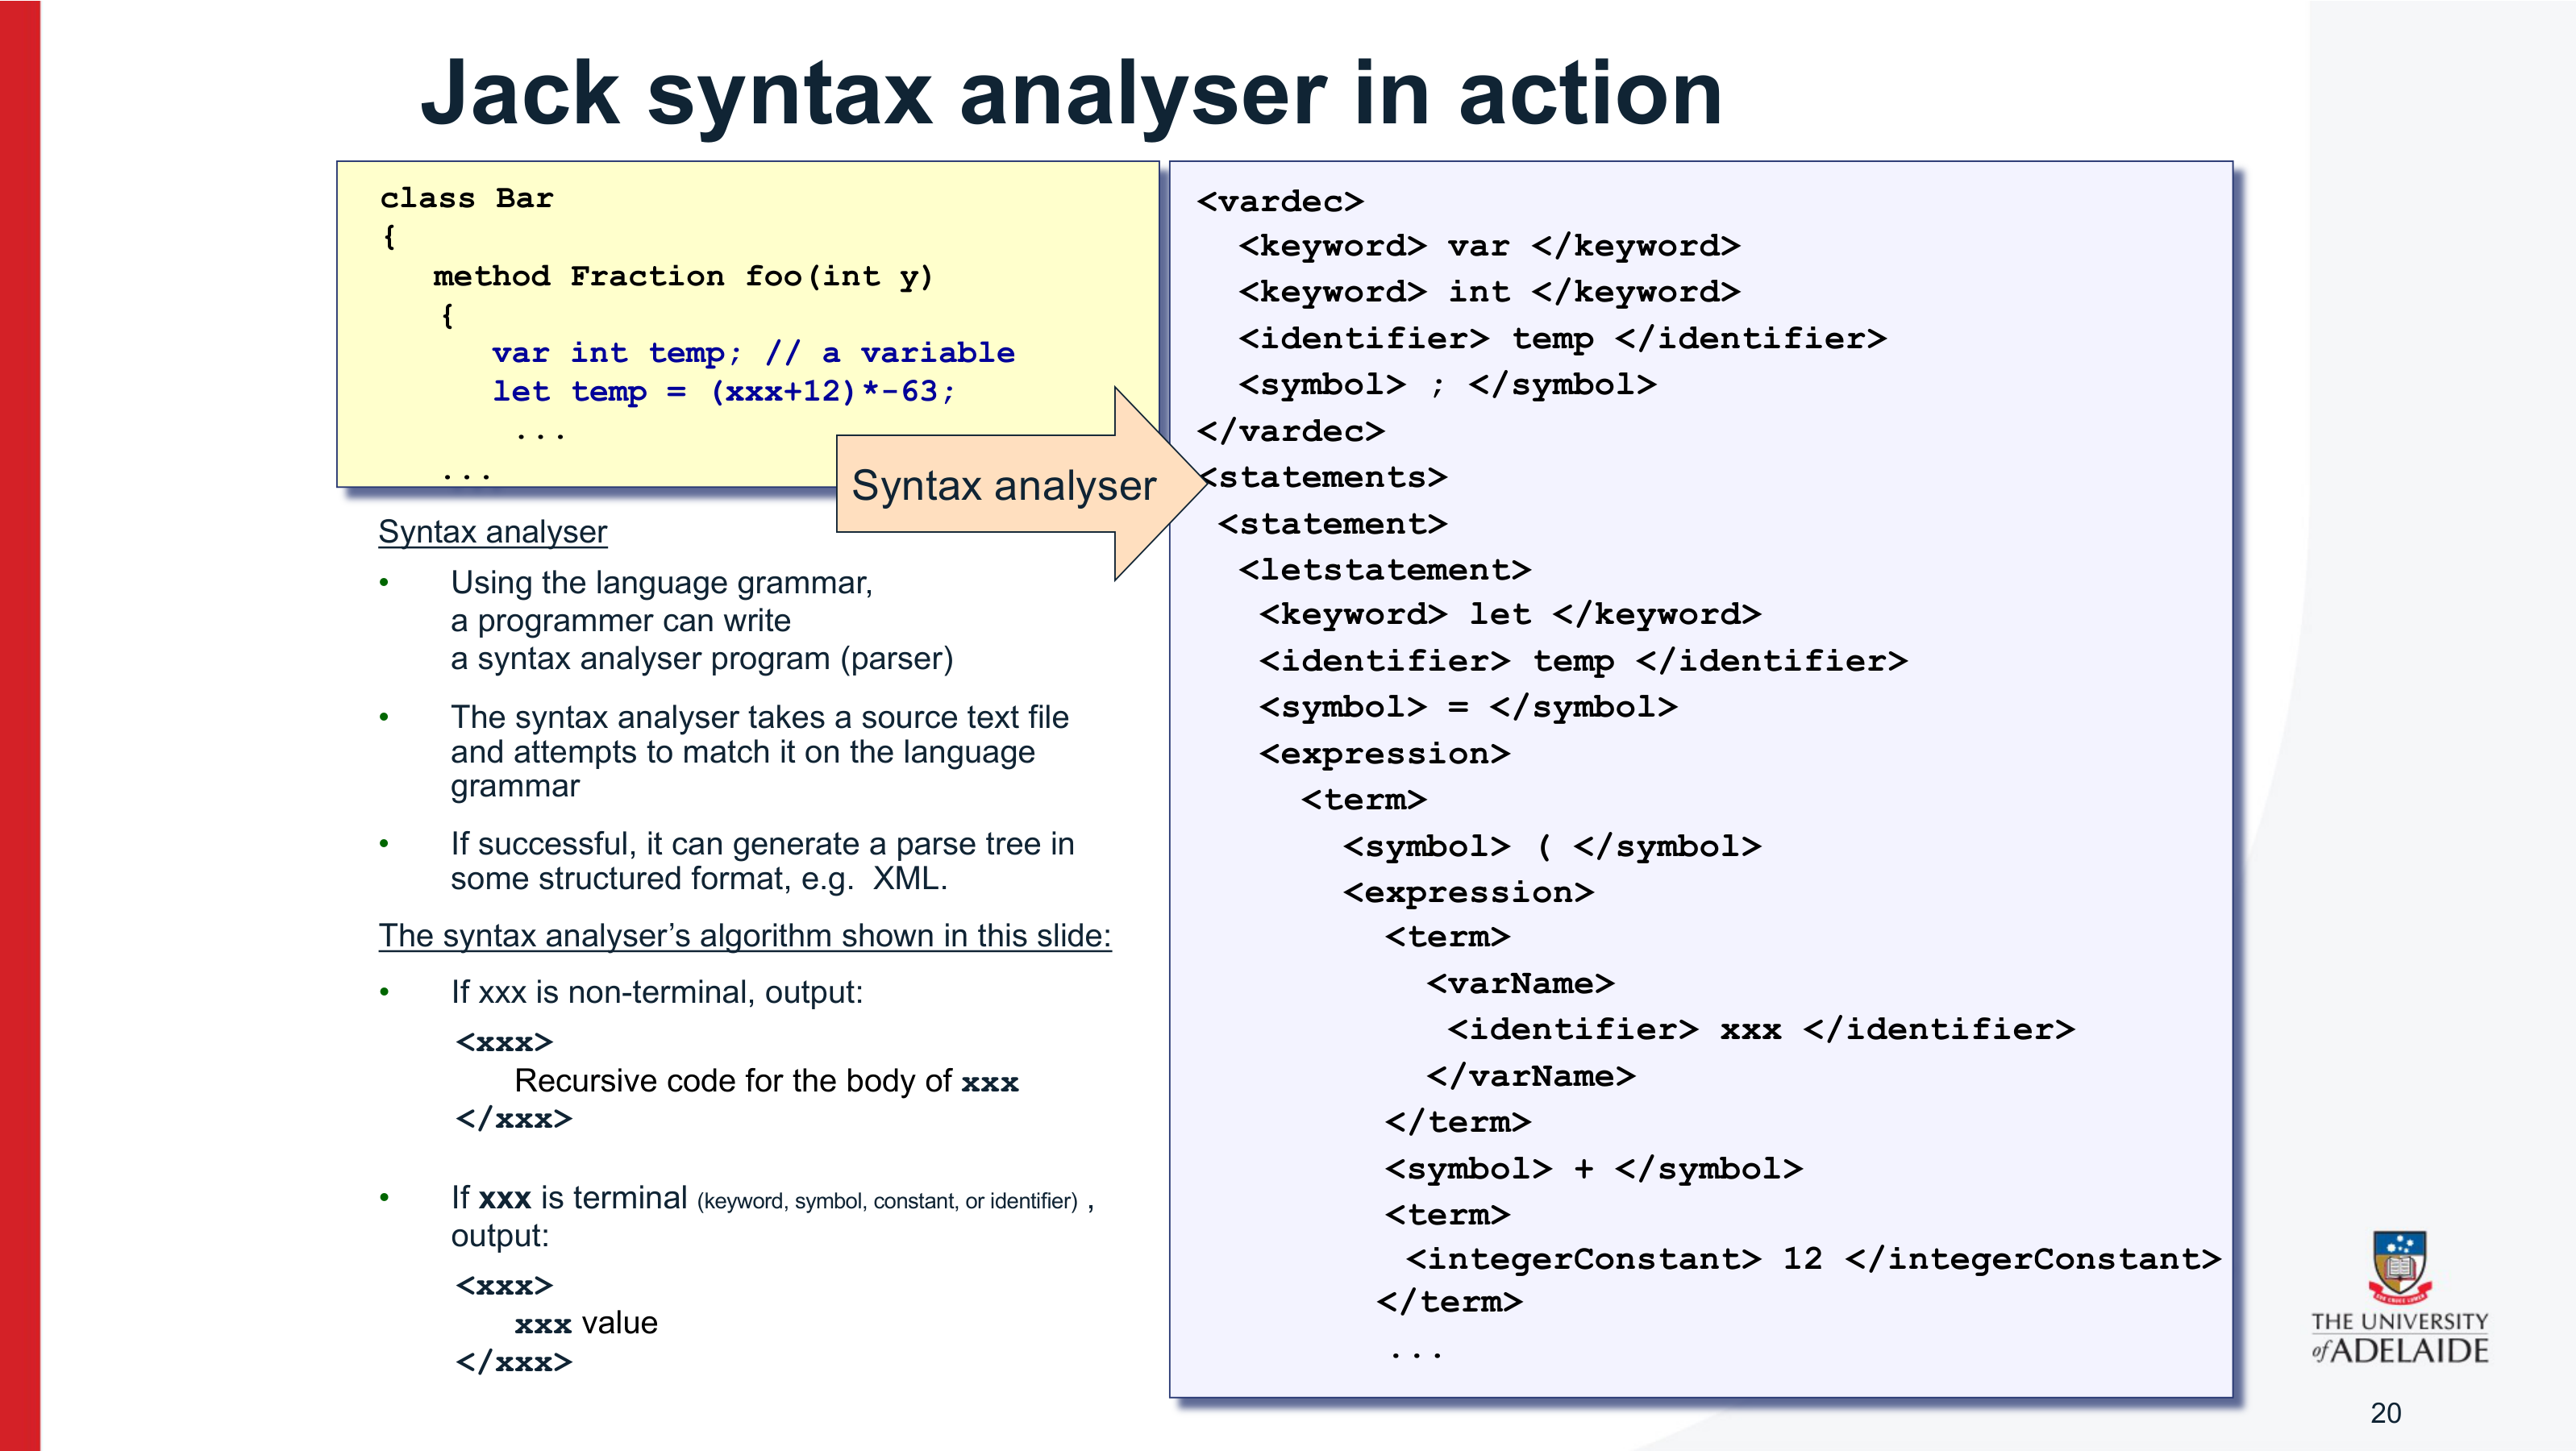 Jack syntax analyser in action
class Bar
{
method Fraction foo(int y)
{
var int temp; // a variable
let temp = (xxx+12)*-63;
...
...
Syntax analyser
Syntax analyser
• Using the language grammar,
a programmer can write
a syntax analyser program (parser)
• The syntax analyser takes a source text file
and attempts to match it on the language
grammar
• If successful, it can generate a parse tree in
some structured format, e.g. XML.
The syntax analyser’s algorithm shown in this slide:
• If xxx is non-terminal, output:
<xxx>
Recursive code for the body of xxx
</xxx>
• If xxx is terminal (keyword, symbol, constant, or identifier) ,
output:
<xxx>
xxx value
</xxx>
<vardec>
<keyword> var </keyword>
<keyword> int </keyword>
<identifier> temp </identifier>
<symbol> ; </symbol>
</vardec>
<statements>
<statement>
<letstatement>
<keyword> let </keyword>
<identifier> temp </identifier>
<symbol> = </symbol>
<expression>
<term>
<symbol> ( </symbol>
<expression>
<term>
<varName>
<identifier> xxx </identifier>
</varName>
</term>
<symbol> + </symbol>
<term>
<integerConstant> 12 </integerConstant>
</term>
...
THE UNIVERSITY
of ADELAIDE
20